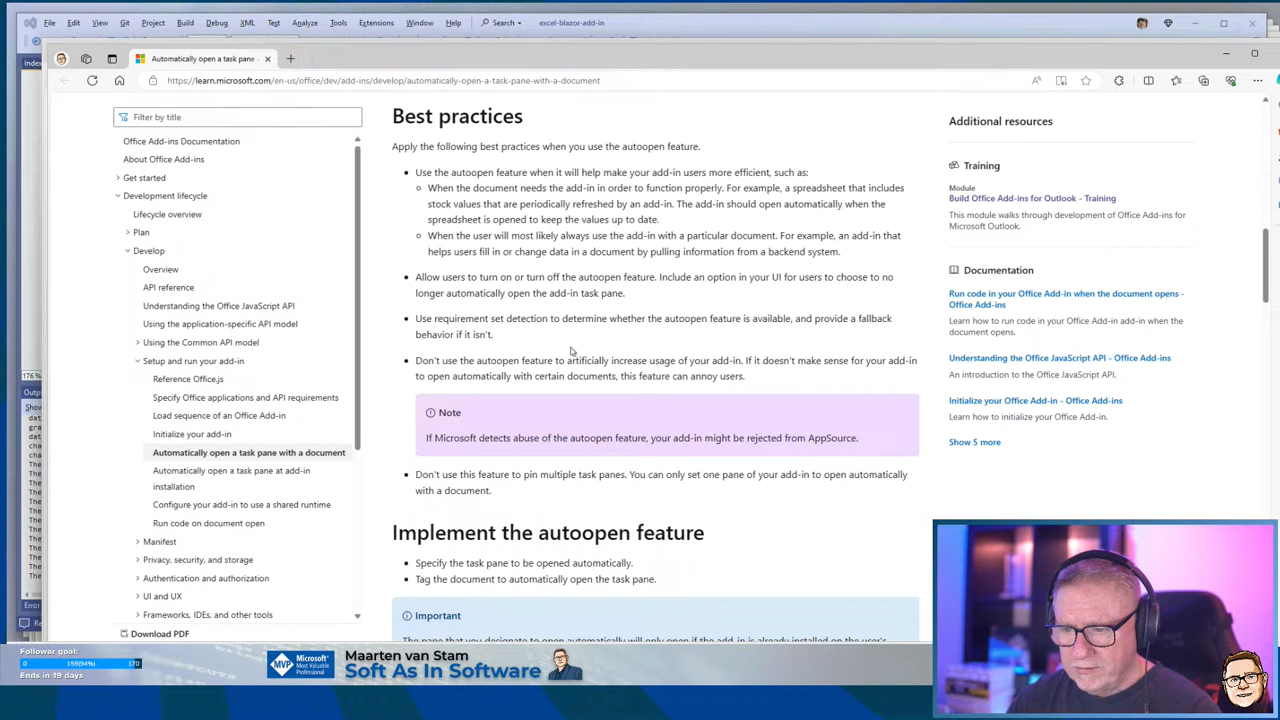 File Edit View Git Project Build Debug XML Test Analyze Tools Extensions Window Help Search excel-blazor-add-in
Automatically open a task pane
https://learn.microsoft.com/en-us/office/dev/add-ins/develop/automatically-open-a-task-pane-with-a-document
Filter by title
Office Add-ins Documentation
About Office Add-ins
Get started
Development lifecycle
Lifecycle overview
Plan
Develop
Overview
API reference
Understanding the Office JavaScript API
Using the application-specific API model
Using the Common API model
Setup and run your add-in
Reference Office.js
Specify Office applications and API requirements
Load sequence of an Office Add-in
Initialize your add-in
Automatically open a task pane with a document
Automatically open a task pane at add-in
installation
Configure your add-in to use a shared runtime
Run code on document open
Manifest
Privacy, security, and storage
Authentication and authorization
UI and UX
Frameworks, IDEs, and other tools
Download PDF
Best practices
Apply the following best practices when you use the autoopen feature.
Use the autoopen feature when it will help make your add-in users more efficient, such as:
When the document needs the add-in in order to function properly. For example, a spreadsheet that includes
stock values that are periodically refreshed by an add-in. The add-in should open automatically when the
spreadsheet is opened to keep the values up to date.
When the user will most likely always use the add-in with a particular document. For example, an add-in that
helps users fill in or change data in a document by pulling information from a backend system.
Allow users to turn on or turn off the autoopen feature. Include an option in your UI for users to choose to no
longer automatically open the add-in task pane.
Use requirement set detection to determine whether the autoopen feature is available, and provide a fallback
behavior if it isn't.
Don't use the autoopen feature to artificially increase usage of your add-in. If it doesn't make sense for your add-in
to open automatically with certain documents, this feature can annoy users.
Note
If Microsoft detects abuse of the autoopen feature, your add-in might be rejected from AppSource.
Don't use this feature to pin multiple task panes. You can only set one pane of your add-in to open automatically
with a document.
Implement the autoopen feature
Specify the task pane to be opened automatically.
Tag the document to automatically open the task pane.
Important
The pane that you designate to open automatically will only open if the add-in is already installed on the user's
Additional resources
Training
Module
Build Office Add-ins for Outlook - Training
This module walks through development of Office Add-ins for
Microsoft Outlook.
Documentation
Run code in your Office Add-in when the document opens -
Office Add-ins
Learn how to run code in your Office Add-in add-in when the
document opens.
Understanding the Office JavaScript API - Office Add-ins
An introduction to the Office JavaScript API.
Initialize your Office Add-in - Office Add-ins
Learn how to initialize your Office Add-in.
Show 5 more
Follower goal:
0 159(94%) 170
Ends in 19 days
MVP Microsoft Most Valuable Professional
Maarten van Stam
Soft As In Software